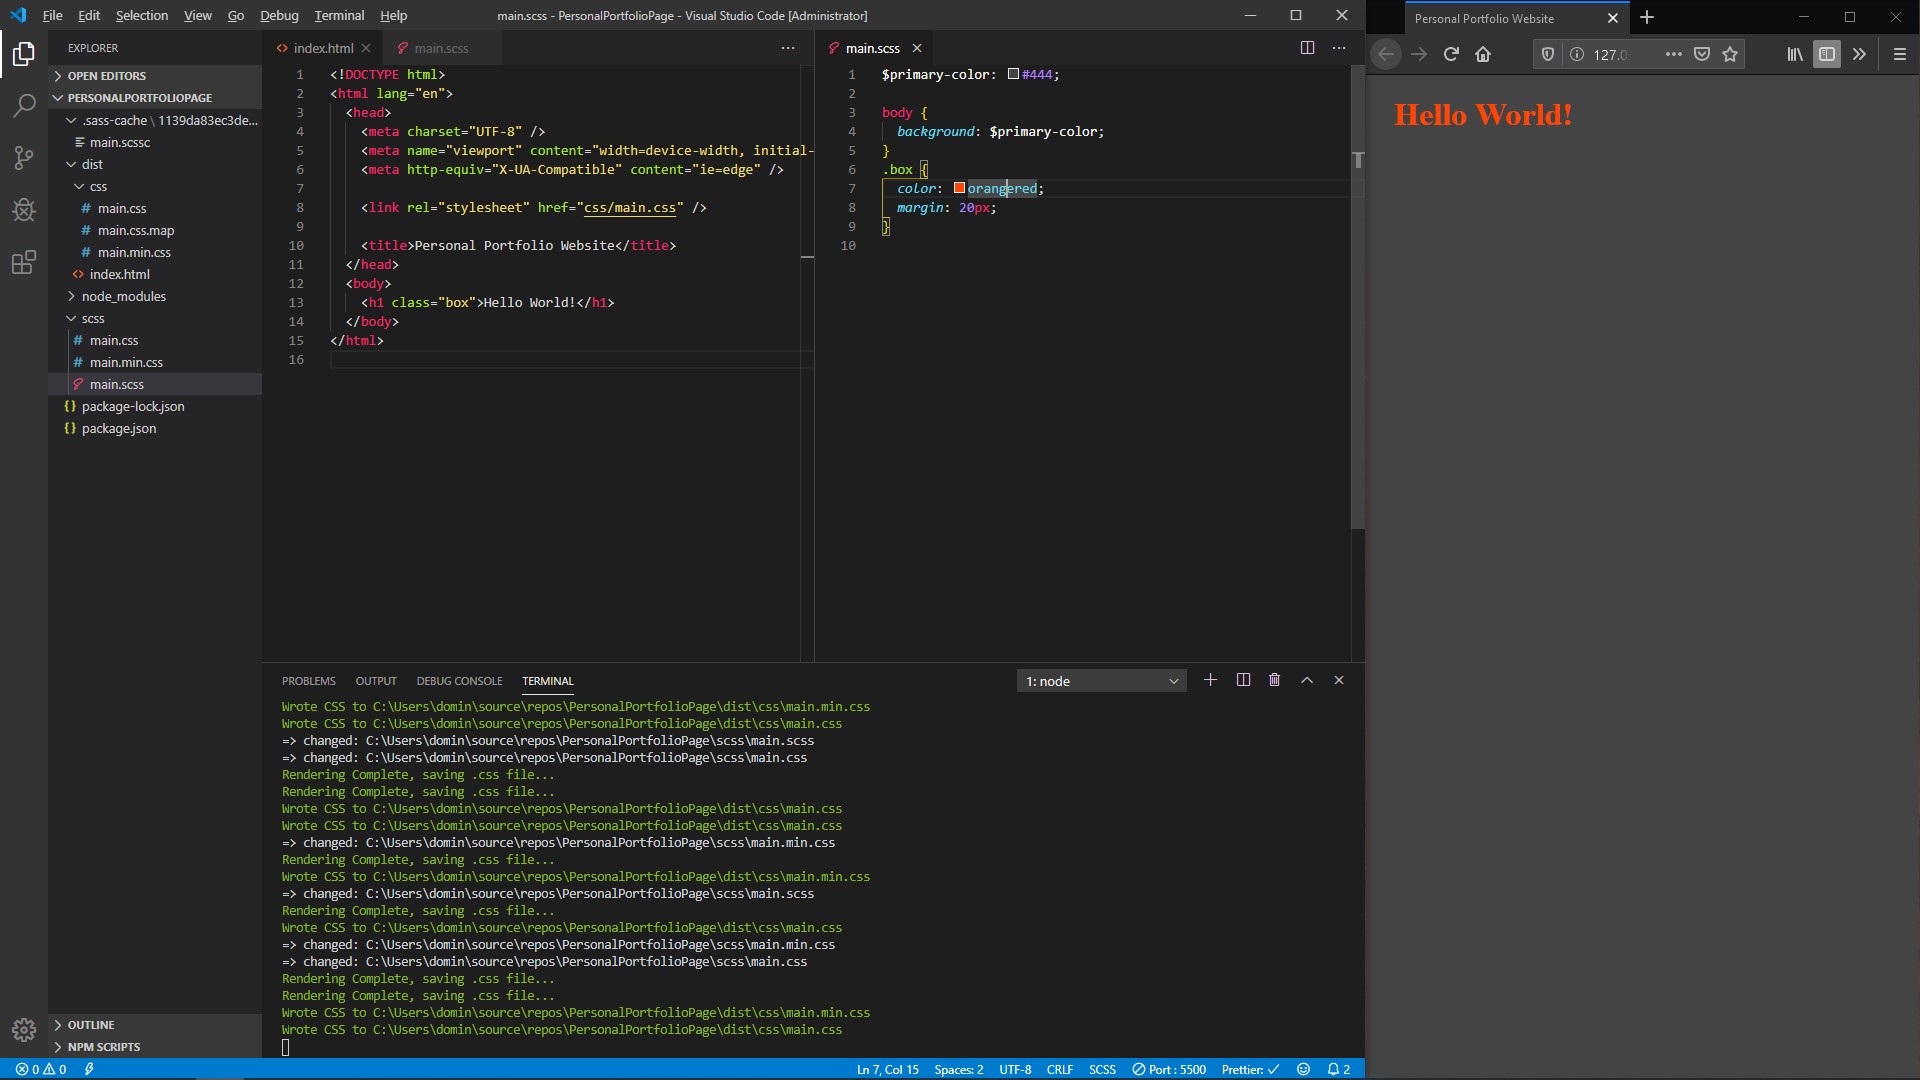 File Edit Selection View Go Debug Terminal Help
main.scss - PersonalPortfolioPage - Visual Studio Code [Administrator]
EXPLORER
OPEN EDITORS
PERSONALPORTFOLIOPAGE
.sass-cache \ 1139da83ec3de...
main.scssc
dist
css
# main.css
# main.css.map
# main.min.css
<> index.html
node_modules
scss
# main.css
# main.min.css
main.scss
{} package-lock.json
{} package.json
OUTLINE
NPM SCRIPTS
<> index.html
main.scss
1 <!DOCTYPE html>
2 <html lang="en">
3 <head>
4 <meta charset="UTF-8" />
5 <meta name="viewport" content="width=device-width, initial-
6 <meta http-equiv="X-UA-Compatible" content="ie=edge" />
7
8 <link rel="stylesheet" href="css/main.css" />
9
10 <title>Personal Portfolio Website</title>
11 </head>
12 <body>
13 <h1 class="box">Hello World!</h1>
14 </body>
15 </html>
16
main.scss
1 $primary-color: #444;
2
3 body {
4 background: $primary-color;
5 }
6 .box {
7 color: orangered;
8 margin: 20px;
9 }
10
PROBLEMS OUTPUT DEBUG CONSOLE TERMINAL
1: node
Wrote CSS to C:\Users\domin\source\repos\PersonalPortfolioPage\dist\css\main.min.css
Wrote CSS to C:\Users\domin\source\repos\PersonalPortfolioPage\dist\css\main.css
=> changed: C:\Users\domin\source\repos\PersonalPortfolioPage\scss\main.scss
=> changed: C:\Users\domin\source\repos\PersonalPortfolioPage\scss\main.css
Rendering Complete, saving .css file...
Rendering Complete, saving .css file...
Wrote CSS to C:\Users\domin\source\repos\PersonalPortfolioPage\dist\css\main.css
Wrote CSS to C:\Users\domin\source\repos\PersonalPortfolioPage\dist\css\main.css
=> changed: C:\Users\domin\source\repos\PersonalPortfolioPage\scss\main.min.css
Rendering Complete, saving .css file...
Wrote CSS to C:\Users\domin\source\repos\PersonalPortfolioPage\dist\css\main.min.css
=> changed: C:\Users\domin\source\repos\PersonalPortfolioPage\scss\main.scss
Rendering Complete, saving .css file...
Wrote CSS to C:\Users\domin\source\repos\PersonalPortfolioPage\dist\css\main.css
=> changed: C:\Users\domin\source\repos\PersonalPortfolioPage\scss\main.min.css
=> changed: C:\Users\domin\source\repos\PersonalPortfolioPage\scss\main.css
Rendering Complete, saving .css file...
Rendering Complete, saving .css file...
Wrote CSS to C:\Users\domin\source\repos\PersonalPortfolioPage\dist\css\main.min.css
Wrote CSS to C:\Users\domin\source\repos\PersonalPortfolioPage\dist\css\main.css
0 0
Ln 7, Col 15 Spaces: 2 UTF-8 CRLF SCSS Port : 5500 Prettier: ✓ 2
Personal Portfolio Website
127.0
Hello World!